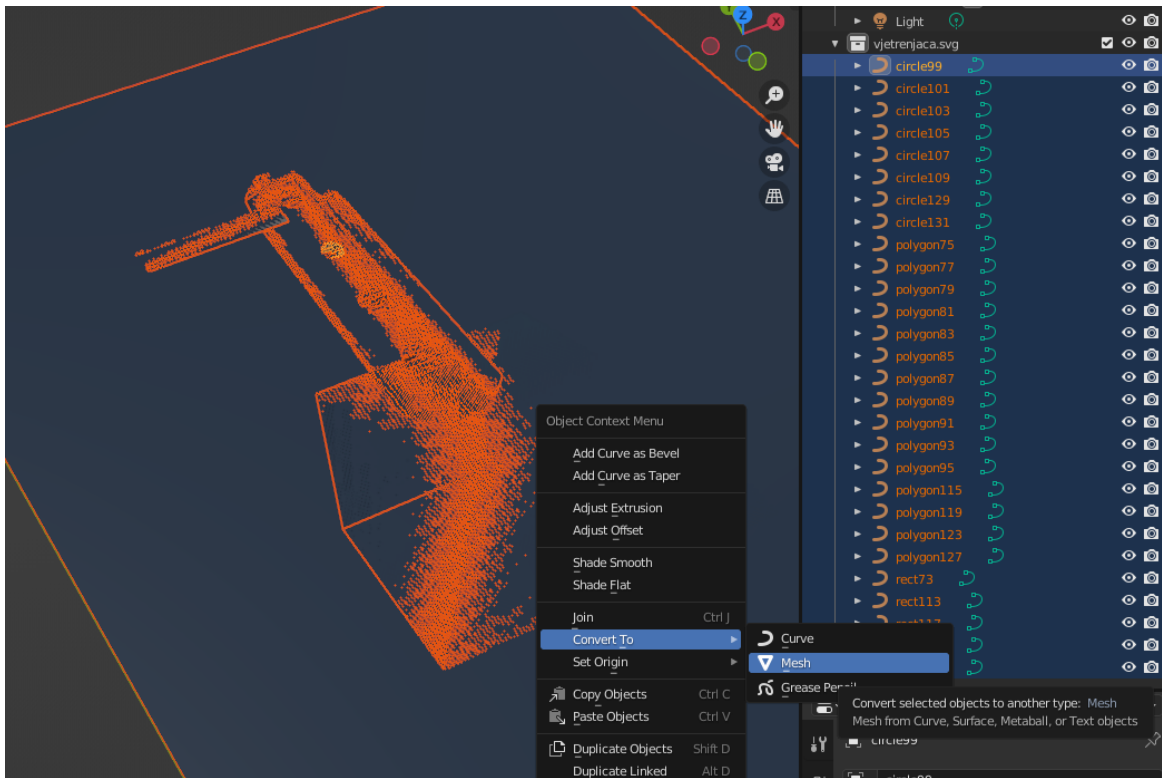 Y
Z
X
Object Context Menu
Add Curve as Bevel
Add Curve as Taper
Adjust Extrusion
Adjust Offset
Shade Smooth
Shade Flat
Join Ctrl J
Convert To
Set Origin
Copy Objects Ctrl C
Paste Objects Ctrl V
Duplicate Objects Shift D
Duplicate Linked Alt D
Curve
Mesh
Grease Pencil
Convert selected objects to another type: Mesh
Mesh from Curve, Surface, Metaball, or Text objects
Light
vjetrenjaca.svg
circle99
circle101
circle103
circle105
circle107
circle109
circle129
circle131
polygon75
polygon77
polygon79
polygon81
polygon83
polygon85
polygon87
polygon89
polygon91
polygon93
polygon95
polygon115
polygon119
polygon123
polygon127
rect73
rect113
rect117
circle99
circle99